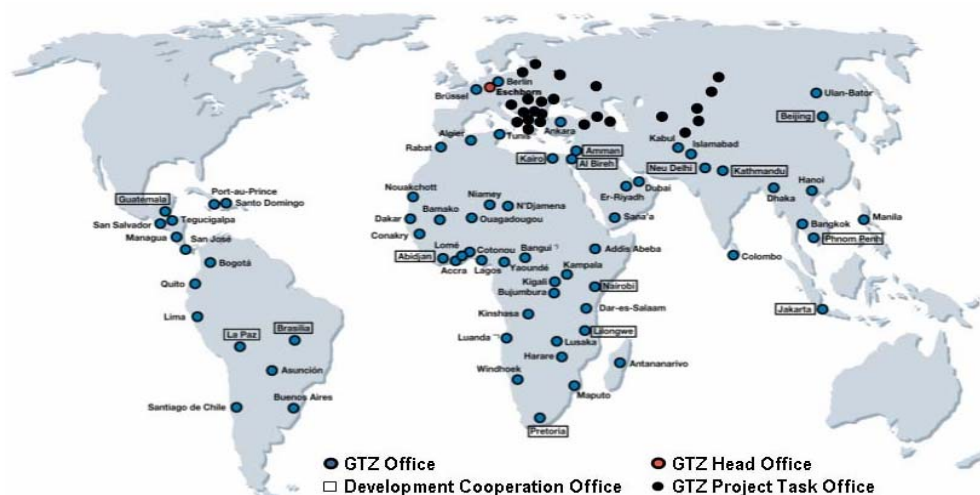 Berlin
Eschborn
Brüssel
Ulan-Bator
Beijing
Algier
Tunis
Ankara
Rabat
Kabul
Islamabad
Amman
Kairo
Al Bireh
Neu Delhi
Kathmandu
Guatemala
Port-au-Prince
Santo Domingo
Nouakchott
Niamey
Dubai
Er-Riyadh
Hanoi
Dhaka
San Salvador
Tegucigalpa
Dakar
Bamako
N'Djamena
Ouagadougou
Sana'a
Bangkok
Manila
Managua
San José
Conakry
Lomé
Cotonou
Bangui
Addis Abeba
Phnom Penh
Colombo
Bogotá
Abidjan
Accra
Lagos
Yaoundé
Kampala
Kigali
Quito
Bujumbura
Nairobi
Lima
Kinshasa
Dar-es-Salaam
Jakarta
La Paz
Brasilia
Luanda
Lilongwe
Lusaka
Harare
Antananarivo
Asunción
Windhoek
Maputo
Santiago de Chile
Buenos Aires
Pretoria
GTZ Office
GTZ Head Office
Development Cooperation Office
GTZ Project Task Office